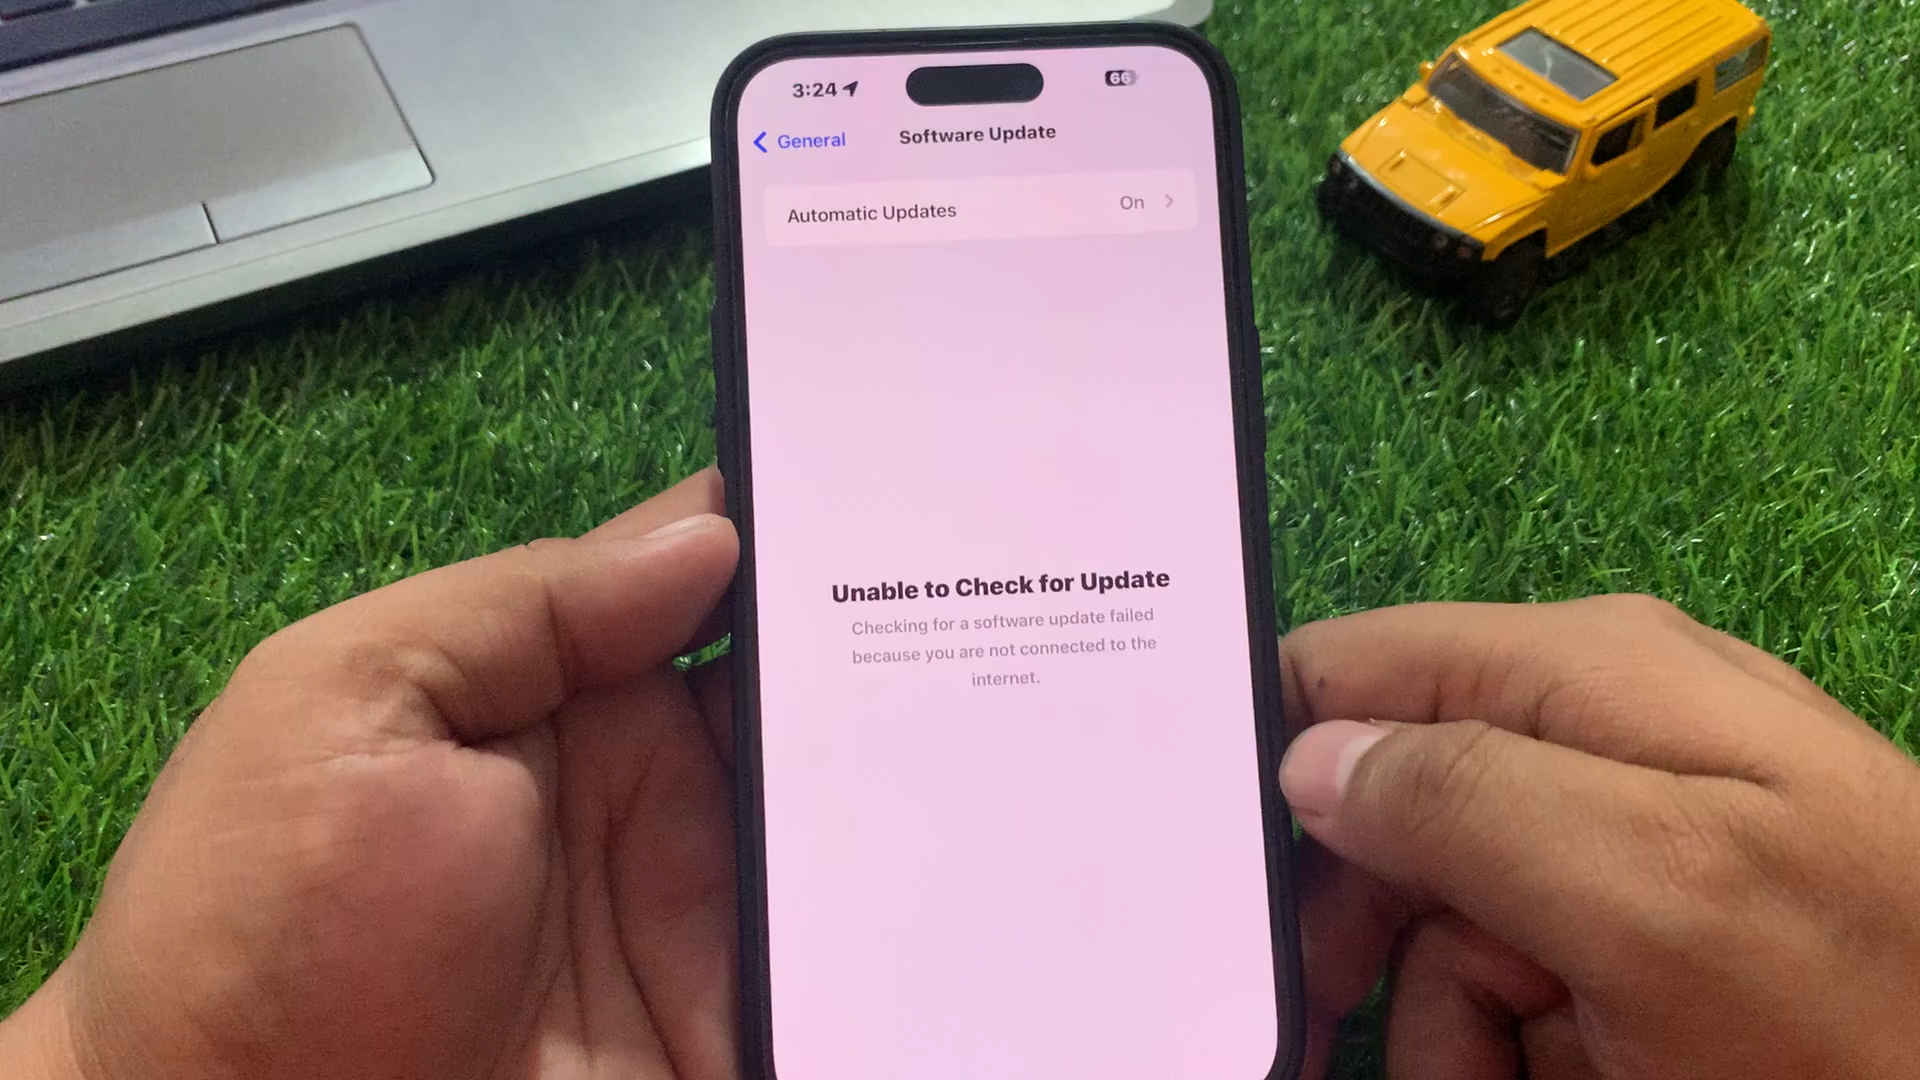 3:24
66
General
Software Update
Automatic Updates On
Unable to Check for Update
Checking for a software update failed
because you are not connected to the
internet.